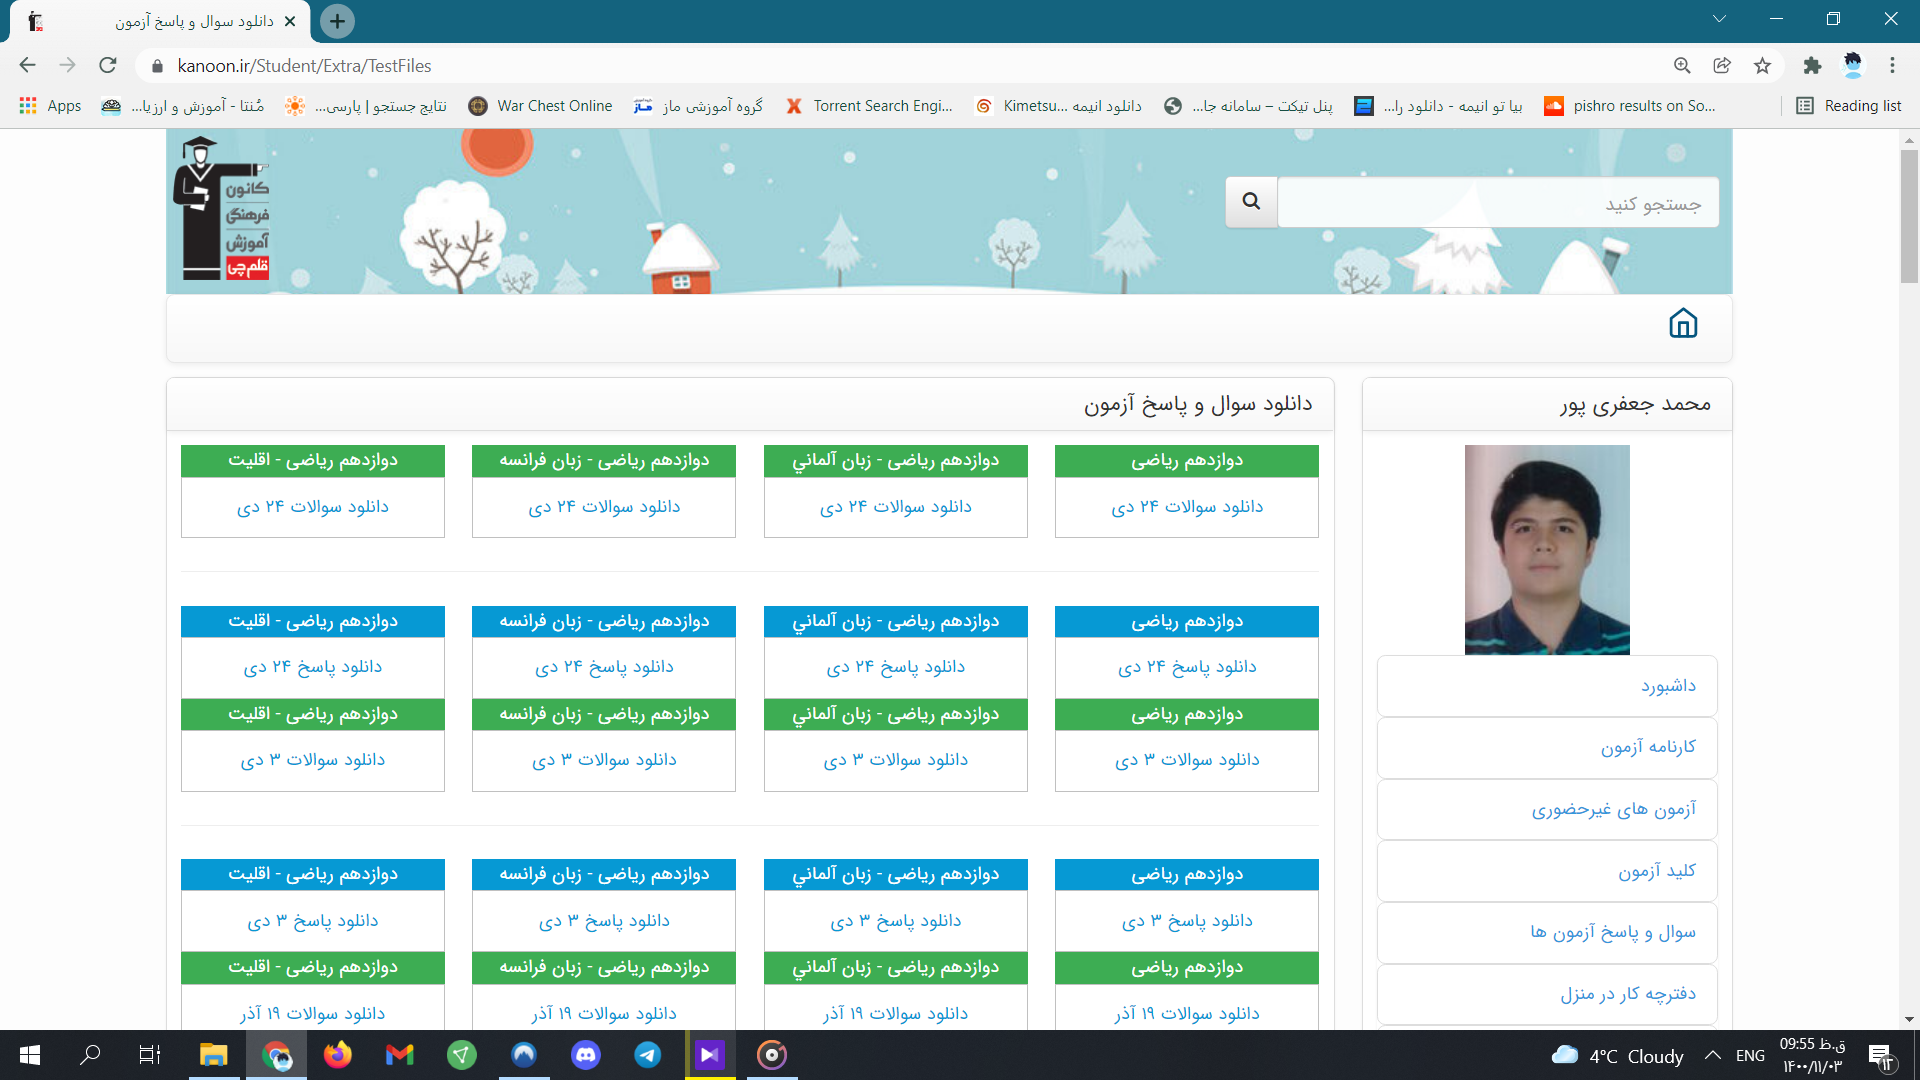 دانلود سوال و پاسخ آزمون
kanoon.ir/Student/Extra/TestFiles
Apps
مُنتا - آموزش و ارزیا...
نتایج جستجو | پارسی...
War Chest Online
گروه آموزشی ماز
Torrent Search Engi...
دانلود انیمه Kimetsu...
پنل تیکت – سامانه جا...
بیا تو انیمه - دانلود را...
pishro results on So...
Reading list
کانون
فرهنگی
آموزش
قلم‌چی
جستجو کنید
محمد جعفری پور
داشبورد
کارنامه آزمون
آزمون های غیرحضوری
کلید آزمون
سوال و پاسخ آزمون ها
دفترچه کار در منزل
دانلود سوال و پاسخ آزمون
دوازدهم ریاضی
دوازدهم ریاضی - زبان آلماني
دوازدهم ریاضی - زبان فرانسه
دوازدهم ریاضی - اقلیت
دانلود سوالات ۲۴ دی
دانلود سوالات ۲۴ دی
دانلود سوالات ۲۴ دی
دانلود سوالات ۲۴ دی
دوازدهم ریاضی
دوازدهم ریاضی - زبان آلماني
دوازدهم ریاضی - زبان فرانسه
دوازدهم ریاضی - اقلیت
دانلود پاسخ ۲۴ دی
دانلود پاسخ ۲۴ دی
دانلود پاسخ ۲۴ دی
دانلود پاسخ ۲۴ دی
دوازدهم ریاضی
دوازدهم ریاضی - زبان آلماني
دوازدهم ریاضی - زبان فرانسه
دوازدهم ریاضی - اقلیت
دانلود سوالات ۳ دی
دانلود سوالات ۳ دی
دانلود سوالات ۳ دی
دانلود سوالات ۳ دی
دوازدهم ریاضی
دوازدهم ریاضی - زبان آلماني
دوازدهم ریاضی - زبان فرانسه
دوازدهم ریاضی - اقلیت
دانلود پاسخ ۳ دی
دانلود پاسخ ۳ دی
دانلود پاسخ ۳ دی
دانلود پاسخ ۳ دی
دوازدهم ریاضی
دوازدهم ریاضی - زبان آلماني
دوازدهم ریاضی - زبان فرانسه
دوازدهم ریاضی - اقلیت
دانلود سوالات ۱۹ آذر
دانلود سوالات ۱۹ آذر
دانلود سوالات ۱۹ آذر
دانلود سوالات ۱۹ آذر
4°C Cloudy
ENG
09:55 ق.ظ
۱۴۰۰/۱۱/۰۳
۱۳